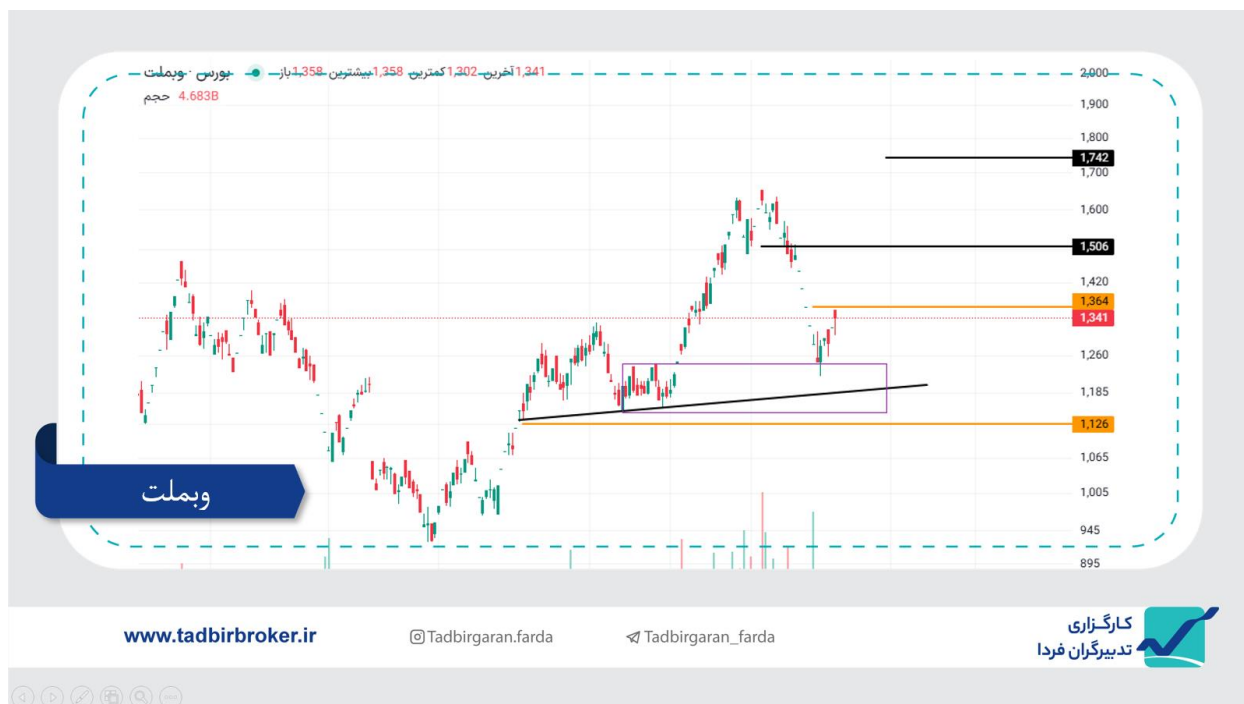 بورس · وبملت باز 1,358 بیشترین 1,358 کمترین 1,302 آخرین 1,341
حجم 4.683B
2,000
1,900
1,800
1,742
1,700
1,600
1,506
1,420
1,364
1,341
1,260
1,185
1,126
1,065
1,005
945
895
وبملت
www.tadbirbroker.ir
Tadbirgaran.farda
Tadbirgaran_farda
کارگزاری
تدبیرگران فردا